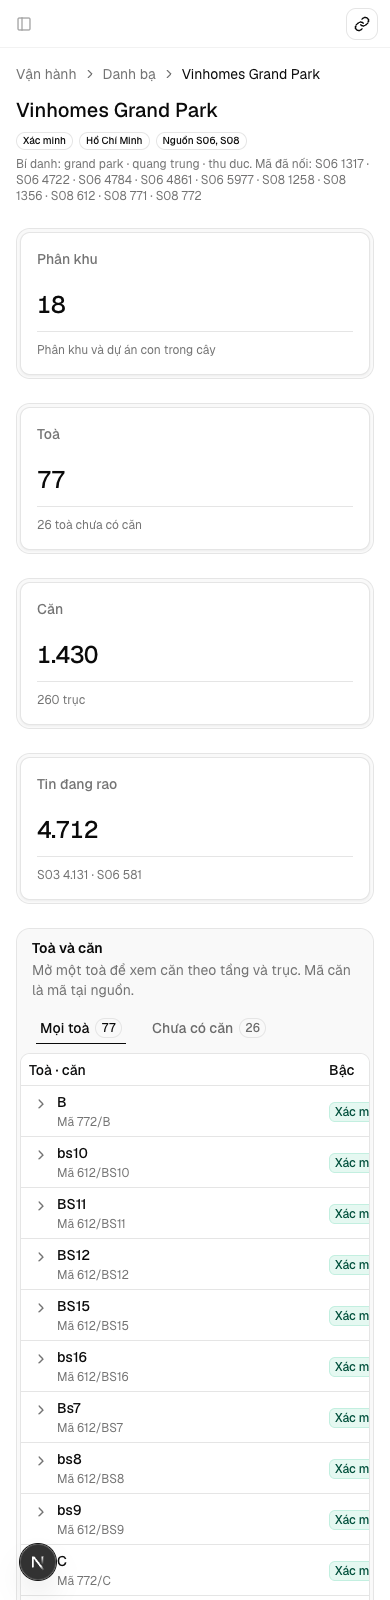 Vận hành > Danh bạ > Vinhomes Grand Park
Vinhomes Grand Park
Xác minh Hồ Chí Minh Nguồn S06, S08
Bí danh: grand park · quang trung · thu duc. Mã đã nối: S06 1317 ·
S06 4722 · S06 4784 · S06 4861 · S06 5977 · S08 1258 · S08
1356 · S08 612 · S08 771 · S08 772
Phân khu
18
Phân khu và dự án con trong cây
Toà
77
26 toà chưa có căn
Căn
1.430
260 trục
Tin đang rao
4.712
S03 4.131 · S06 581
Toà và căn
Mở một toà để xem căn theo tầng và trục. Mã căn
là mã tại nguồn.
Mọi toà 77 Chưa có căn 26
Toà · căn Bậc
B
Mã 772/B
Xác m
bs10
Mã 612/BS10
Xác m
BS11
Mã 612/BS11
Xác m
BS12
Mã 612/BS12
Xác m
BS15
Mã 612/BS15
Xác m
bs16
Mã 612/BS16
Xác m
Bs7
Mã 612/BS7
Xác m
bs8
Mã 612/BS8
Xác m
bs9
Mã 612/BS9
Xác m
N
C
Mã 772/C
Xác m